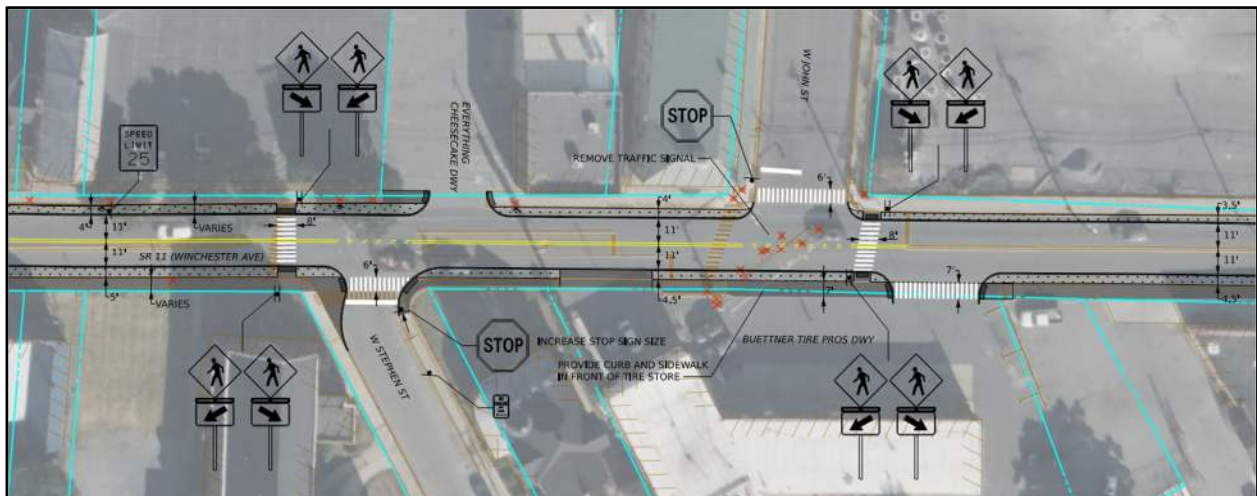 SPEED
LIMIT
25
EVERYTHING
CHEESECAKE DWY
STOP
REMOVE TRAFFIC SIGNAL
W JOHN ST
6'
4'
3.5'
4'
11'
VARIES
8'
11'
11'
8'
11'
11'
SR 11 (WINCHESTER AVE)
11'
6'
7'
11'
5'
VARIES
4.5'
7'
4.5'
STOP
INCREASE STOP SIGN SIZE
BUETTNER TIRE PROS DWY
W STEPHEN ST
PROVIDE CURB AND SIDEWALK
IN FRONT OF TIRE STORE